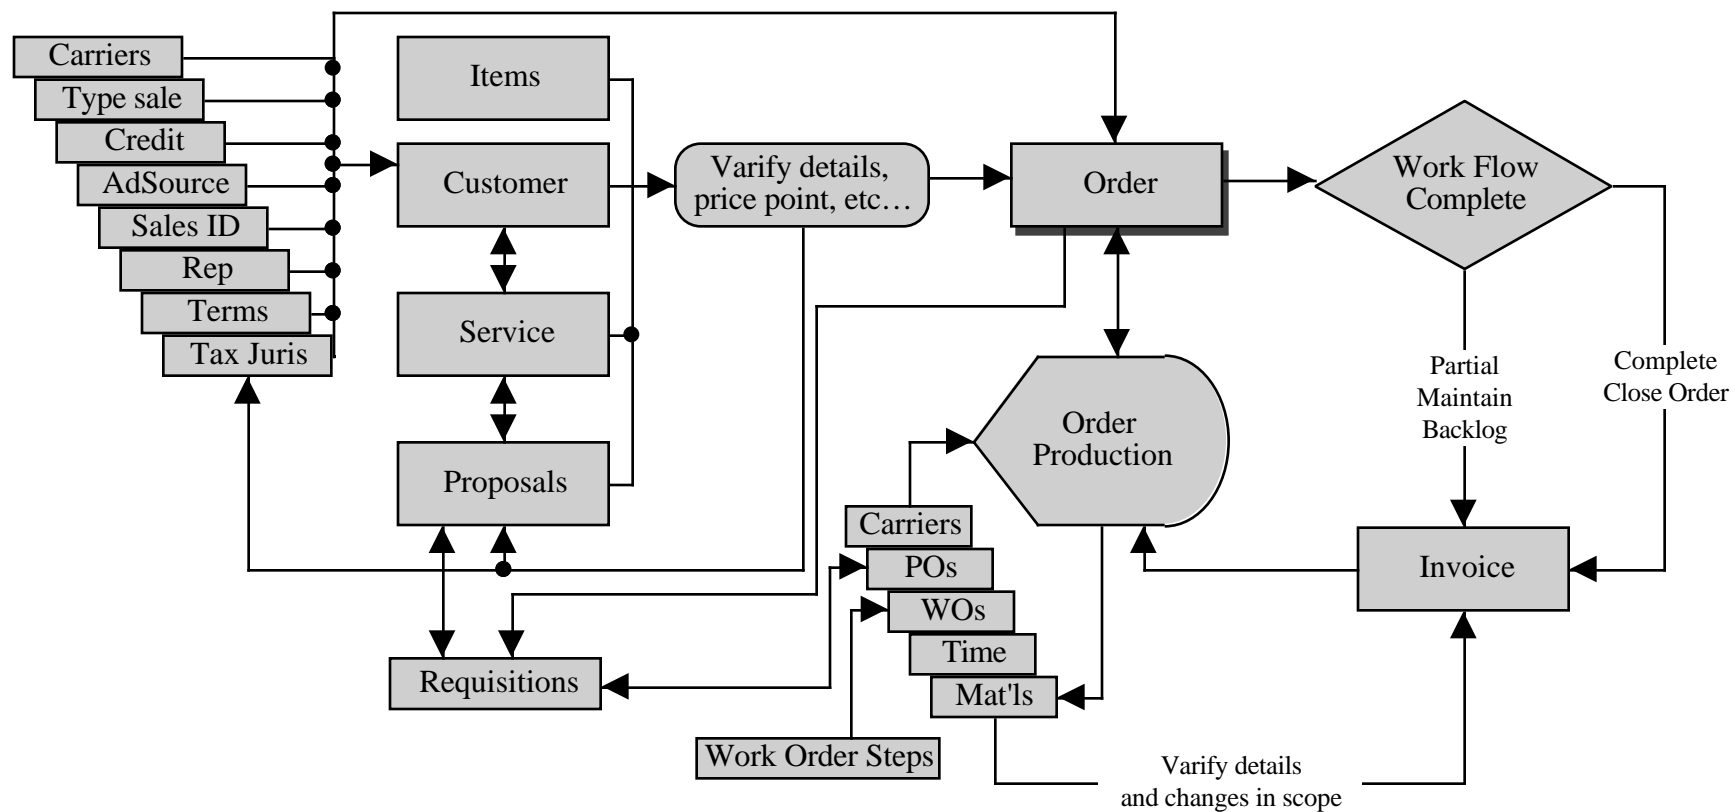 Carriers
Type sale
Credit
AdSource
Sales ID
Rep
Terms
Tax Juris
Items
Customer
Service
Proposals
Requisitions
Varify details,
price point, etc…
Order
Work Flow
Complete
Partial
Maintain
Backlog
Complete
Close Order
Order
Production
Carriers
POs
WOs
Time
Mat'ls
Work Order Steps
Invoice
Varify details
and changes in scope